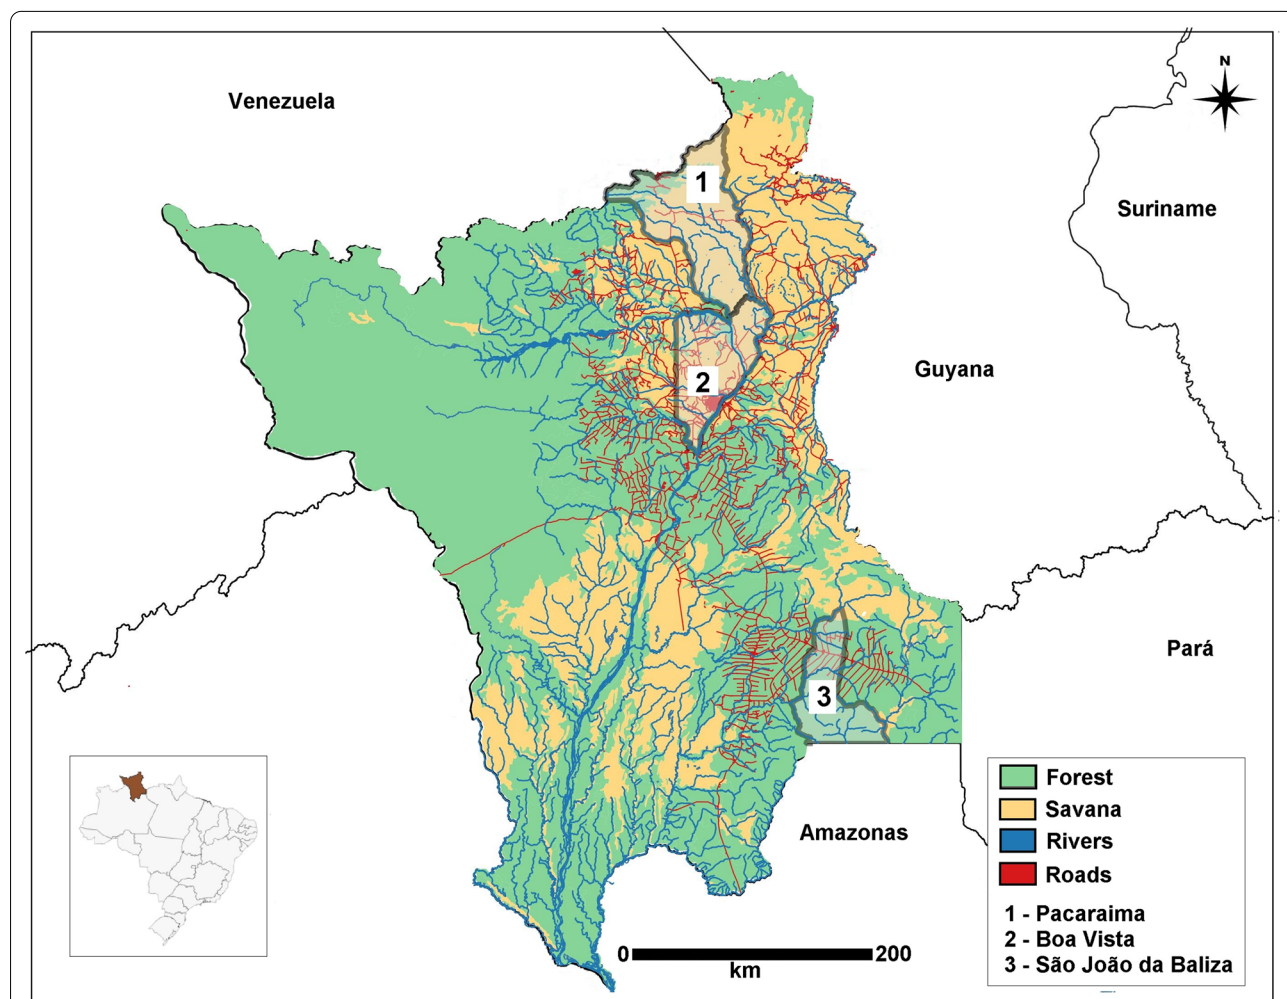 N
Venezuela
1
Suriname
Guyana
2
Pará
3
Amazonas
Forest
Savana
Rivers
Roads
1 - Pacaraima
2 - Boa Vista
3 - São João da Baliza
0 200
km